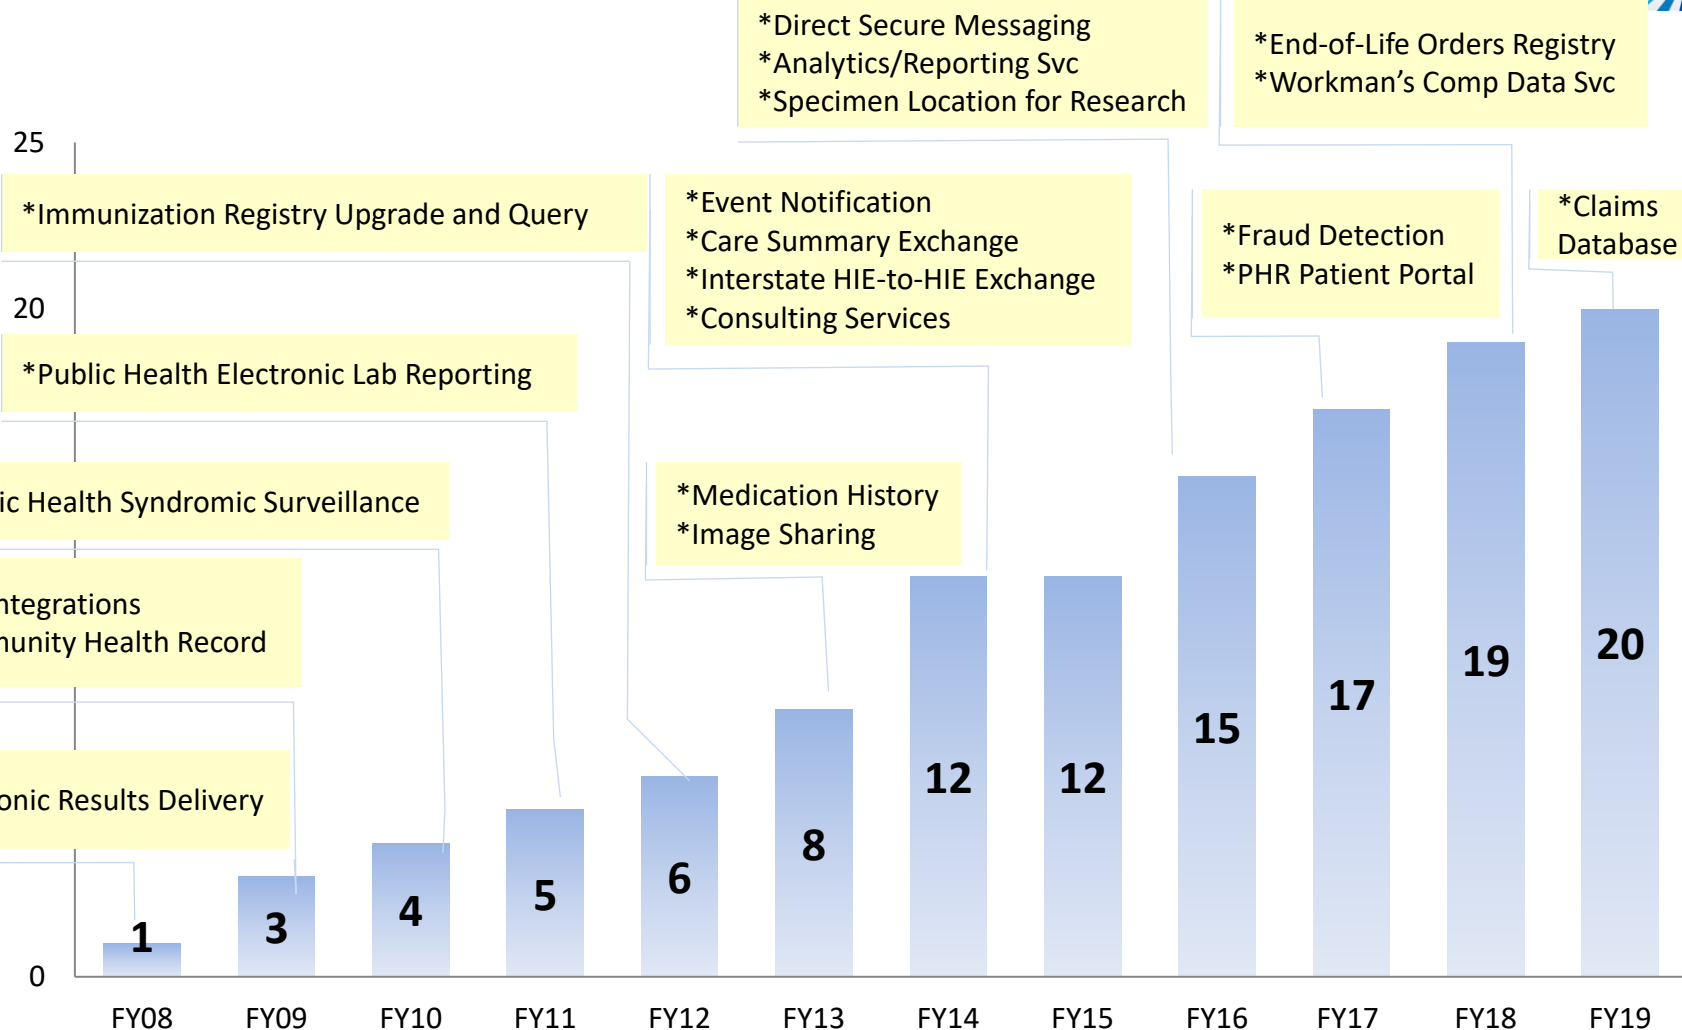 *Direct Secure Messaging
*Analytics/Reporting Svc
*Specimen Location for Research
*End-of-Life Orders Registry
*Workman's Comp Data Svc
25
*Immunization Registry Upgrade and Query
*Event Notification
*Care Summary Exchange
*Interstate HIE-to-HIE Exchange
*Consulting Services
*Fraud Detection
*PHR Patient Portal
*Claims
Database
20
*Public Health Electronic Lab Reporting
ic Health Syndromic Surveillance
*Medication History
*Image Sharing
ntegrations
munity Health Record
onic Results Delivery
1
3
4
5
6
8
12
12
15
17
19
20
0
FY08
FY09
FY10
FY11
FY12
FY13
FY14
FY15
FY16
FY17
FY18
FY19